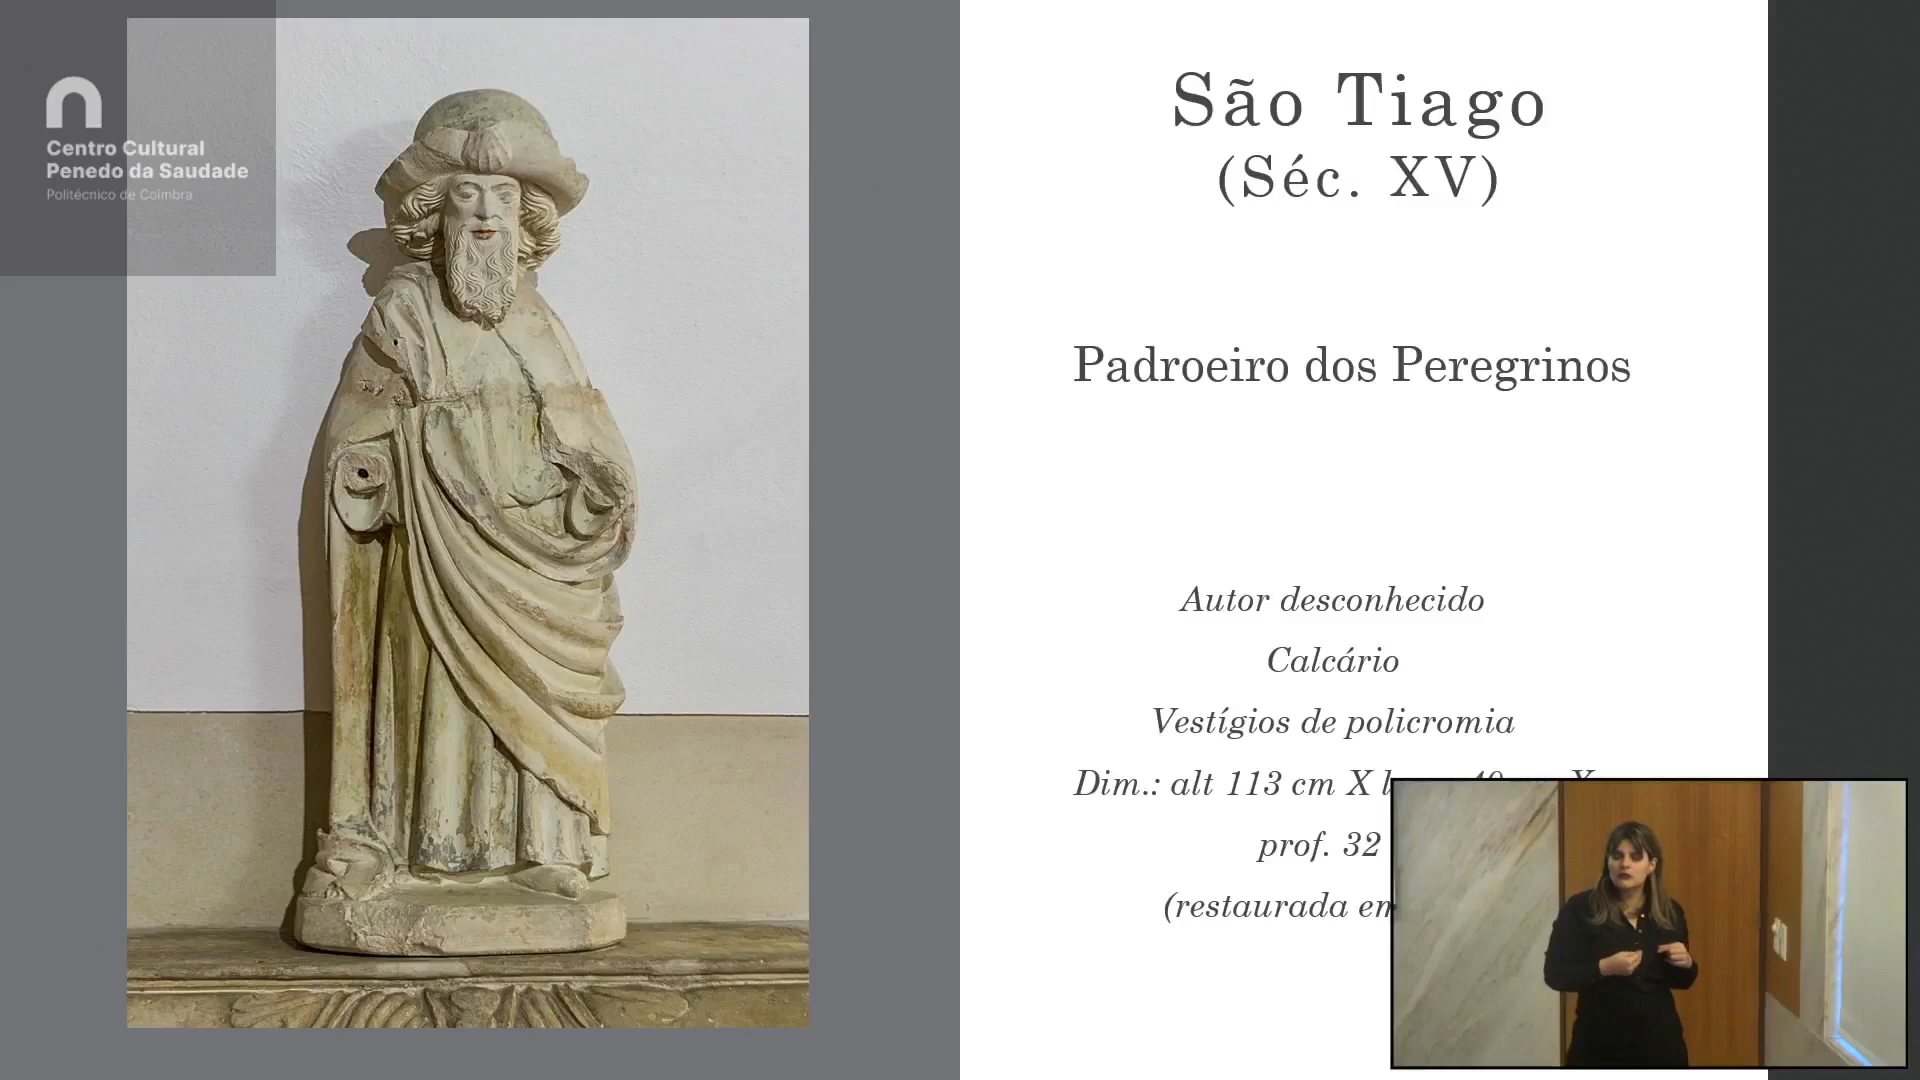 Centro Cultural
Penedo da Saudade
Politécnico de Coimbra
São Tiago
(Séc. XV)
Padroeiro dos Peregrinos
Autor desconhecido
Calcário
Vestígios de policromia
Dim.: alt 113 cm X
prof. 32
(restaurada em